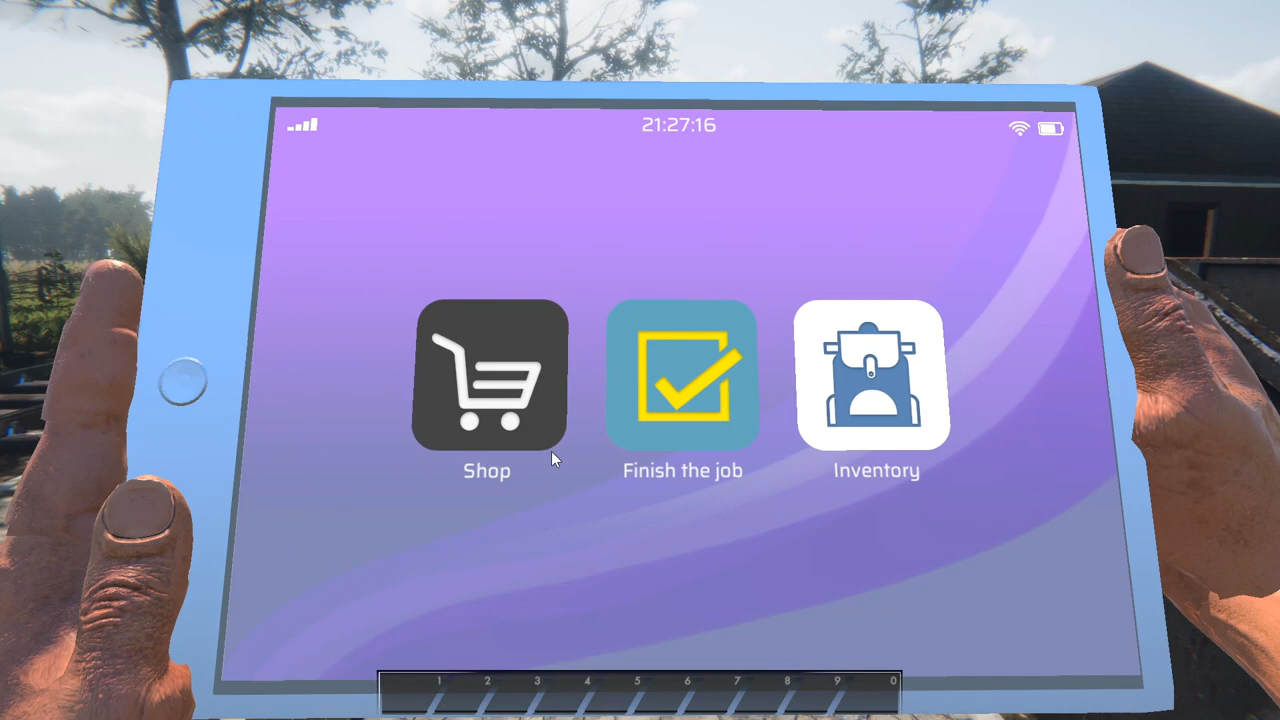 21:27:16
Shop
Finish the job
Inventory
1 2 3 4 5 6 7 8 9 0